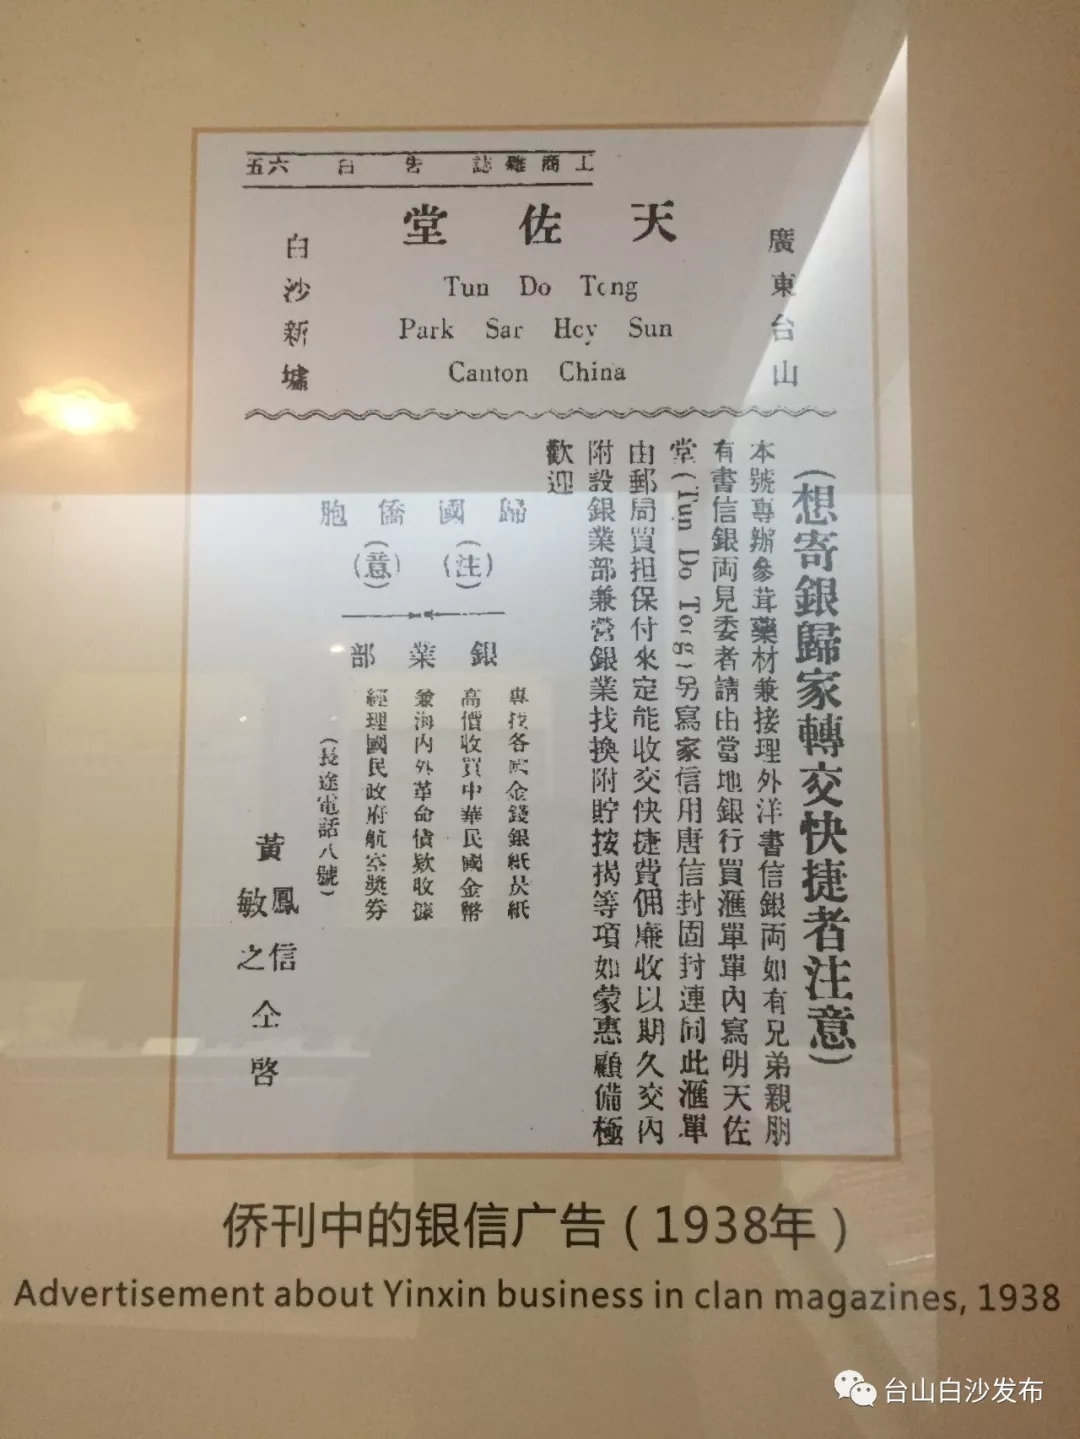 工商雜誌 告白 六五
天佐堂
廣東台山
白沙新墟
Tun Do Tong
Park Sar Hoy Sun
Canton China
(想寄銀歸家轉交快捷者注意)
本號專辦參茸藥材兼接理外洋書信銀両如有兄弟親朋
有書信銀両見委者請由當地銀行買滙單單內寫明天佐
堂(Tun Do Tong)另寫家信用唐信封固封連同此滙單
由郵局買担保付來定能收交快捷費佣廉收以期久交內
附設銀業部兼營銀業找換附貯按揭等項如蒙惠顧備極
歡迎
歸國僑胞
(注)(意)
銀業部
專找各國金錢銀紙昃紙
高價收買中華民國金幣
兼海內外革命債欵收據
經理國民政府航空獎券
(長途電話八號)
黃鳳信
敏之
仝啓
侨刊中的银信广告（1938年）
Advertisement about Yinxin business in clan magazines, 1938
台山白沙发布